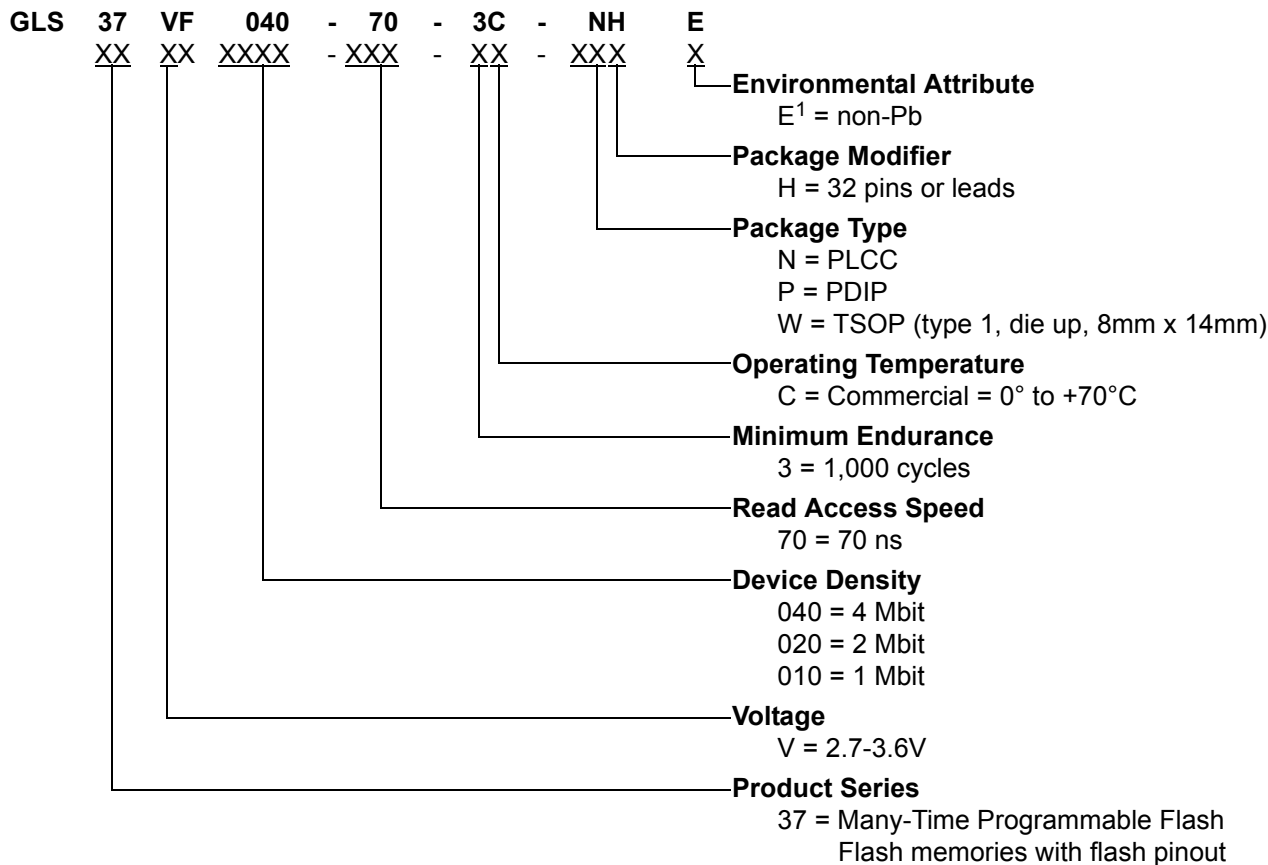 GLS 37 VF 040 - 70 - 3C - NH E
XX XX XXXX - XXX - XX - XXX X
Environmental Attribute
E1 = non-Pb
Package Modifier
H = 32 pins or leads
Package Type
N = PLCC
P = PDIP
W = TSOP (type 1, die up, 8mm x 14mm)
Operating Temperature
C = Commercial = 0° to +70°C
Minimum Endurance
3 = 1,000 cycles
Read Access Speed
70 = 70 ns
Device Density
040 = 4 Mbit
020 = 2 Mbit
010 = 1 Mbit
Voltage
V = 2.7-3.6V
Product Series
37 = Many-Time Programmable Flash
Flash memories with flash pinout